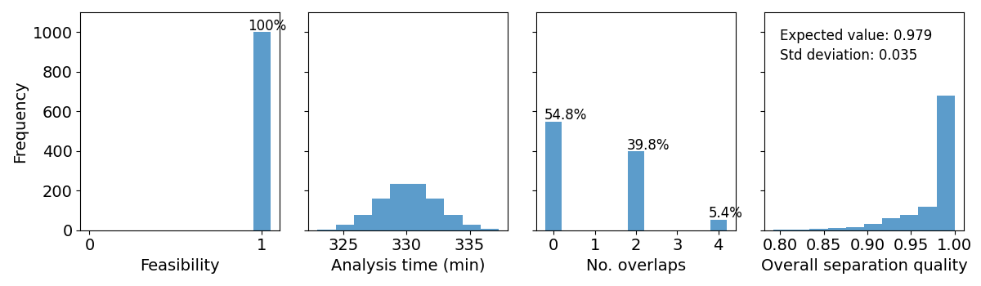 100%
54.8%
39.8%
5.4%
Expected value: 0.979
Std deviation: 0.035
Frequency
1000
800
600
400
200
0
0 1
325 330 335
0 1 2 3 4
0.80 0.85 0.90 0.95 1.00
Feasibility
Analysis time (min)
No. overlaps
Overall separation quality